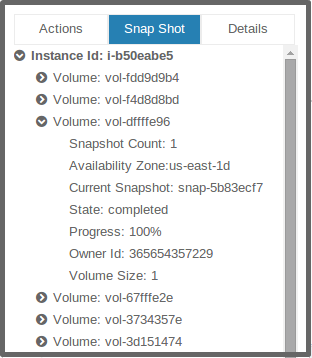 Actions Snap Shot Details
Instance Id: i-b50eabe5
Volume: vol-fdd9d9b4
Volume: vol-f4d8d8bd
Volume: vol-dffffe96
Snapshot Count: 1
Availability Zone:us-east-1d
Current Snapshot: snap-5b83ecf7
State: completed
Progress: 100%
Owner Id: 365654357229
Volume Size: 1
Volume: vol-67fffe2e
Volume: vol-3734357e
Volume: vol-3d151474